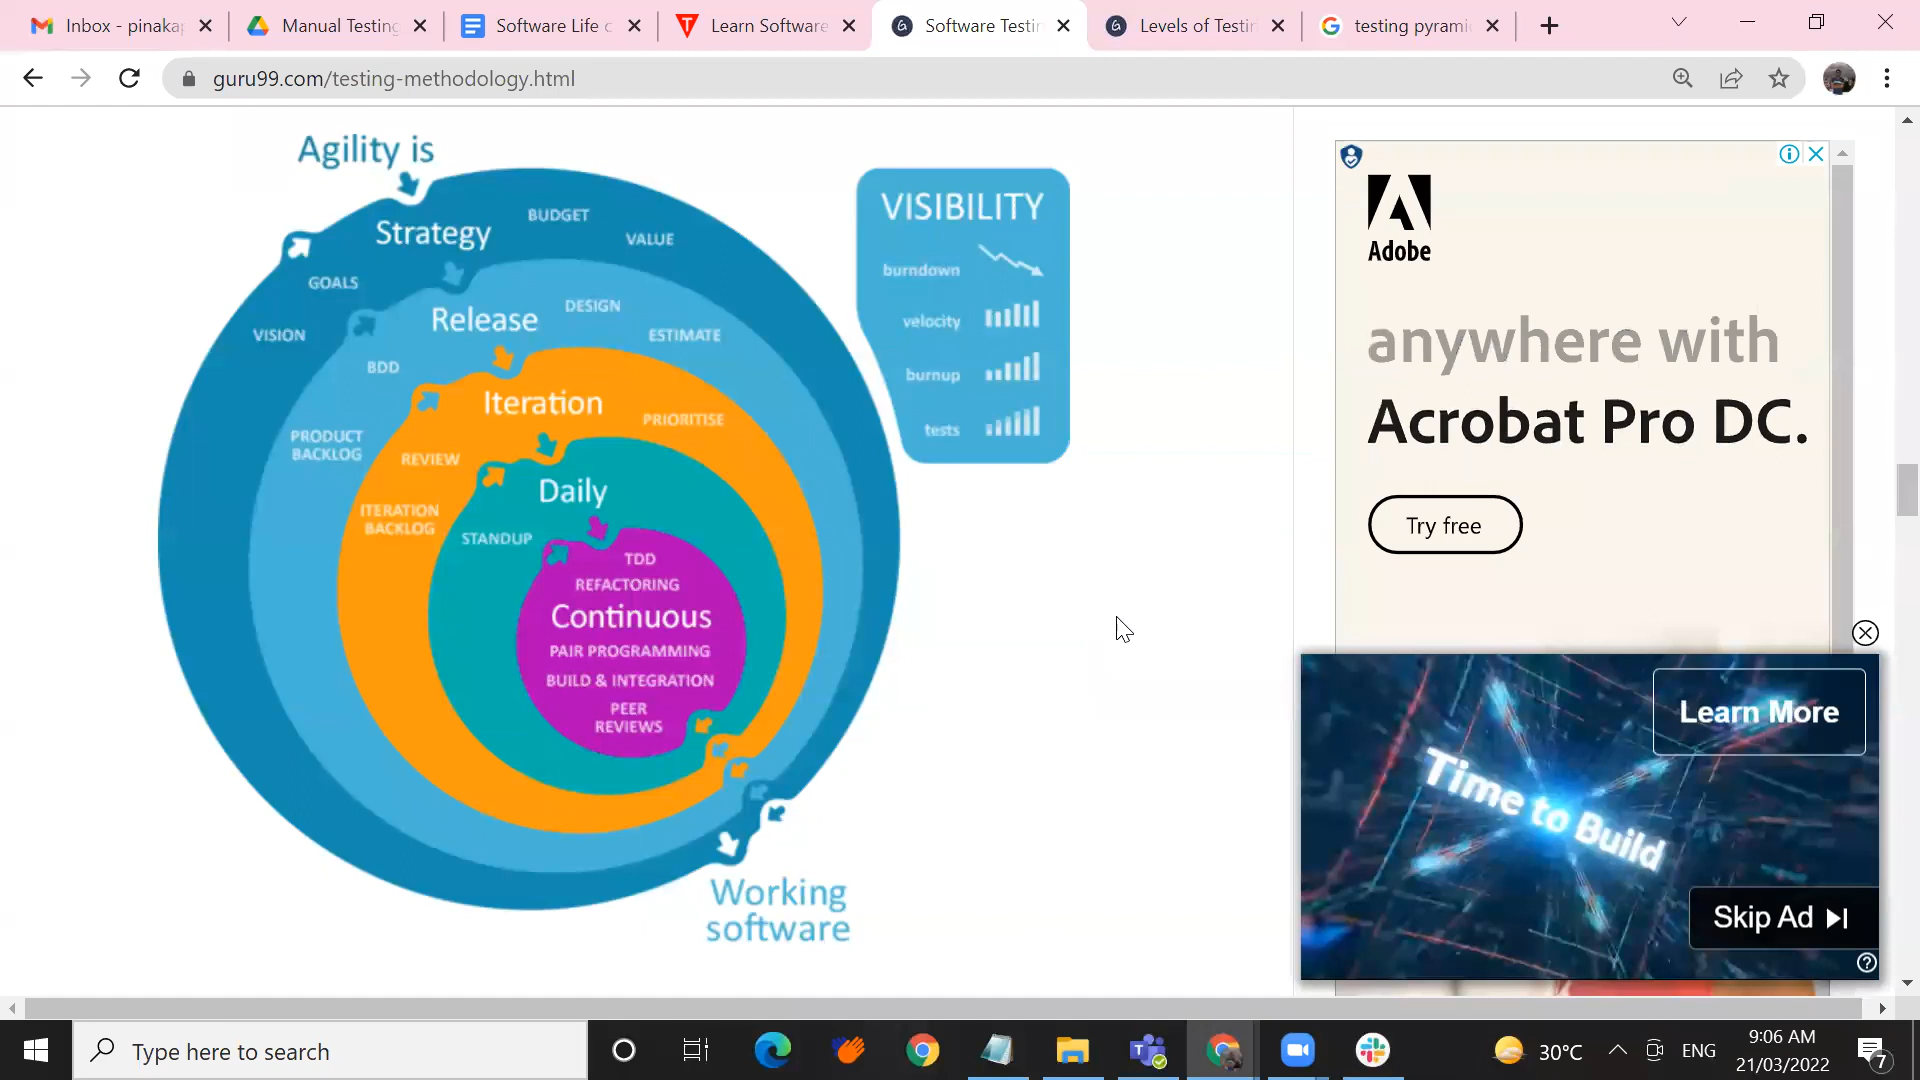 Inbox - pinakap
Manual Testing
Software Life c
Learn Software
Software Testin
Levels of Testin
testing pyrami
guru99.com/testing-methodology.html
Agility is
Strategy
BUDGET
VALUE
GOALS
VISION
Release
DESIGN
ESTIMATE
BDD
PRODUCT
BACKLOG
Iteration
PRIORITISE
REVIEW
ITERATION
BACKLOG
Daily
STANDUP
TDD
REFACTORING
Continuous
PAIR PROGRAMMING
BUILD & INTEGRATION
PEER
REVIEWS
Working
software
VISIBILITY
burndown
velocity
burnup
tests
Adobe
anywhere with
Acrobat Pro DC.
Try free
Learn More
Time to Build
Skip Ad
Type here to search
30°C
ENG
9:06 AM
21/03/2022
7